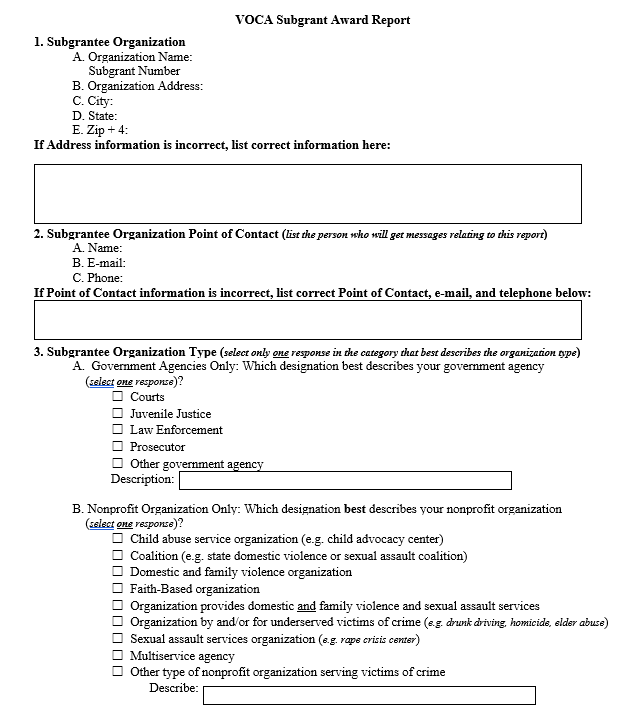 VOCA Subgrant Award Report
1. Subgrantee Organization
A. Organization Name:
Subgrant Number
B. Organization Address:
C. City:
D. State:
E. Zip + 4:
If Address information is incorrect, list correct information here:
2. Subgrantee Organization Point of Contact (list the person who will get messages relating to this report)
A. Name:
B. E-mail:
C. Phone:
If Point of Contact information is incorrect, list correct Point of Contact, e-mail, and telephone below:
3. Subgrantee Organization Type (select only one response in the category that best describes the organization type)
A. Government Agencies Only: Which designation best describes your government agency
(select one response)?
☐ Courts
☐ Juvenile Justice
☐ Law Enforcement
☐ Prosecutor
☐ Other government agency
Description:
B. Nonprofit Organization Only: Which designation best describes your nonprofit organization
(select one response)?
☐ Child abuse service organization (e.g. child advocacy center)
☐ Coalition (e.g. state domestic violence or sexual assault coalition)
☐ Domestic and family violence organization
☐ Faith-Based organization
☐ Organization provides domestic and family violence and sexual assault services
☐ Organization by and/or for underserved victims of crime (e.g. drunk driving, homicide, elder abuse)
☐ Sexual assault services organization (e.g. rape crisis center)
☐ Multiservice agency
☐ Other type of nonprofit organization serving victims of crime
Describe: